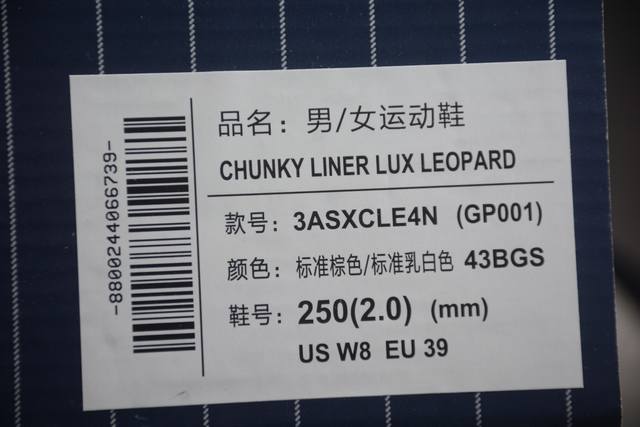 品名：男/女运动鞋
CHUNKY LINER LUX LEOPARD
款号：3ASXCLE4N (GP001)
颜色：标准棕色/标准乳白色 43BGS
鞋号：250(2.0) (mm)
US W8 EU 39
-8800244066739-